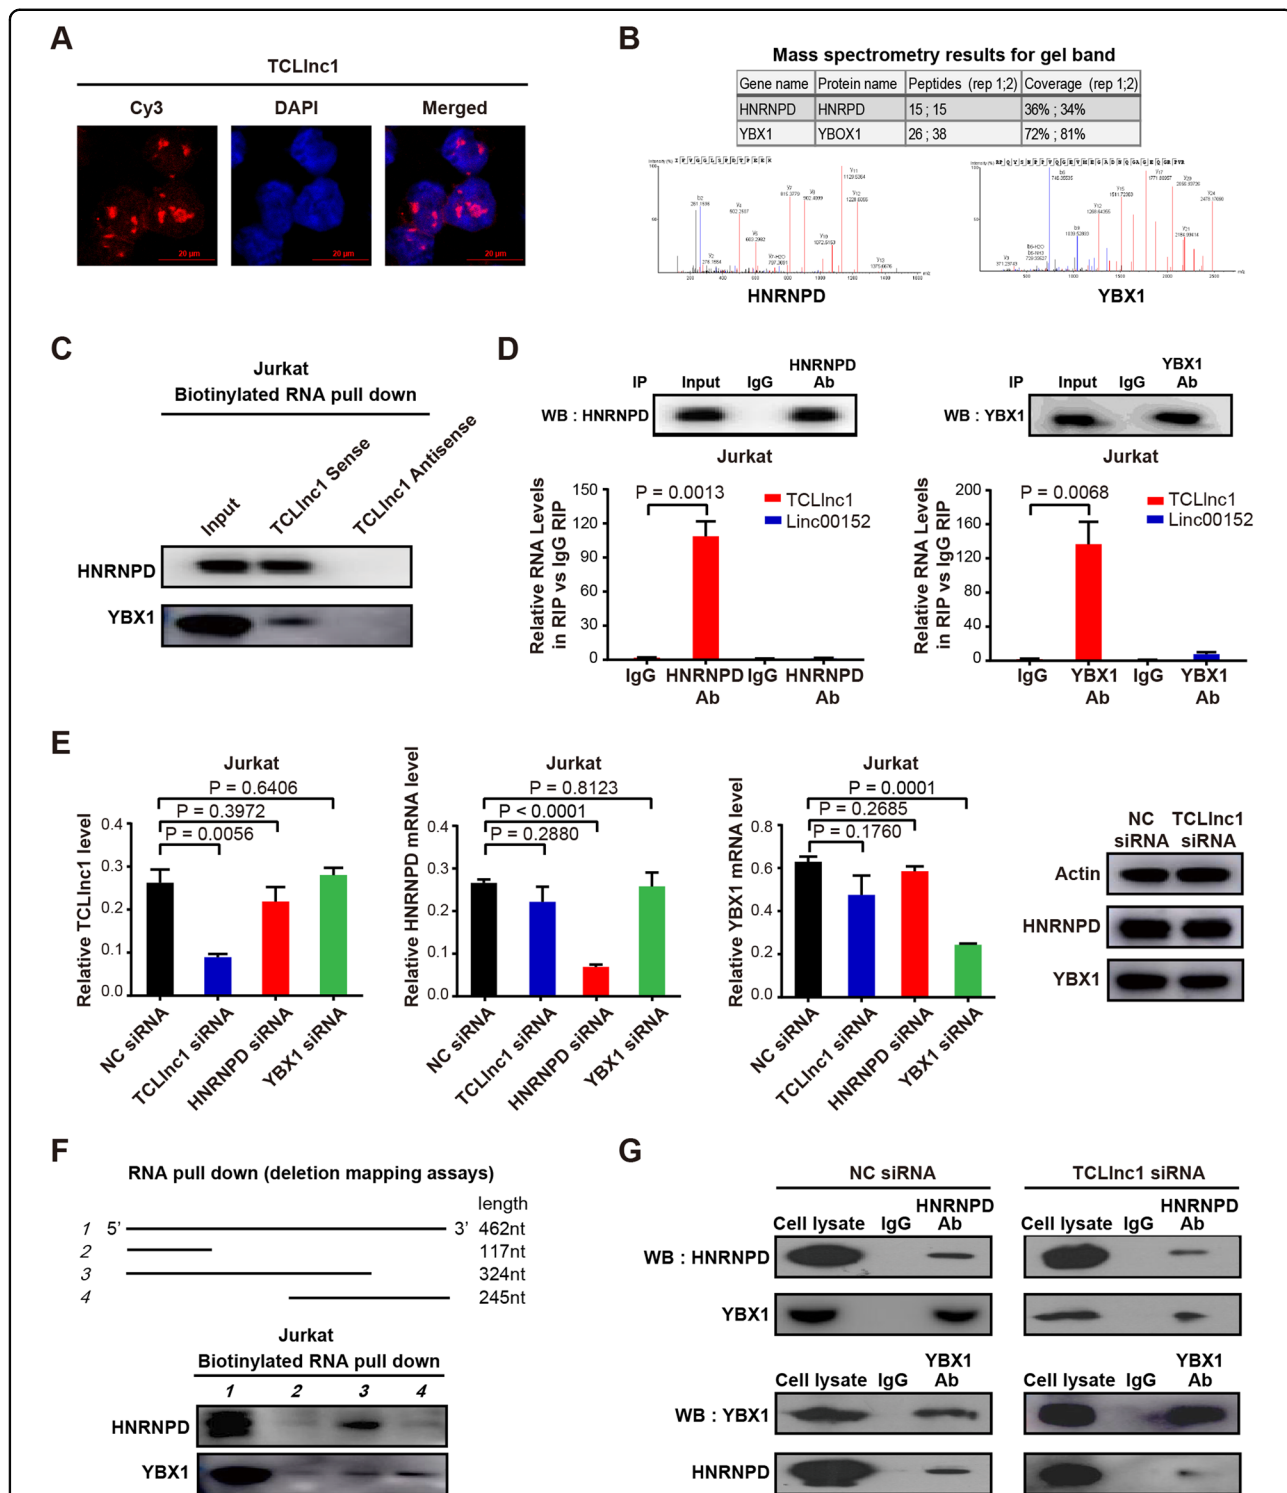 A
TCLlnc1
Cy3 DAPI Merged
20 μm 20 μm 20 μm
B
Mass spectrometry results for gel band
Gene name Protein name Peptides (rep 1;2) Coverage (rep 1;2)
HNRNPD HNRPD 15 ; 15 36% ; 34%
YBX1 YBOX1 26 ; 38 72% ; 81%
HNRNPD YBX1
C
Jurkat
Biotinylated RNA pull down
Input TCLlnc1 Sense TCLlnc1 Antisense
HNRNPD
YBX1
D
IP Input IgG HNRNPD Ab
WB : HNRNPD
Jurkat
Relative RNA Levels in RIP vs IgG RIP
150
120
90
60
30
0
P = 0.0013
TCLlnc1
Linc00152
IgG HNRNPD Ab IgG HNRNPD Ab
IP Input IgG YBX1 Ab
WB : YBX1
Jurkat
Relative RNA Levels in RIP vs IgG RIP
200
160
120
80
40
0
P = 0.0068
TCLlnc1
Linc00152
IgG YBX1 Ab IgG YBX1 Ab
E
Jurkat
P = 0.6406
P = 0.3972
P = 0.0056
Relative TCLlnc1 level
0.4
0.3
0.2
0.1
0.0
NC siRNA TCLlnc1 siRNA HNRNPD siRNA YBX1 siRNA
Jurkat
P = 0.8123
P < 0.0001
P = 0.2880
Relative HNRNPD mRNA level
0.4
0.3
0.2
0.1
0.0
NC siRNA TCLlnc1 siRNA HNRNPD siRNA YBX1 siRNA
Jurkat
P = 0.0001
P = 0.2685
P = 0.1760
Relative YBX1 mRNA level
0.8
0.6
0.4
0.2
0.0
NC siRNA TCLlnc1 siRNA HNRNPD siRNA YBX1 siRNA
NC siRNA TCLlnc1 siRNA
Actin
HNRNPD
YBX1
F
RNA pull down (deletion mapping assays)
length
1 5’ 3’ 462nt
2 117nt
3 324nt
4 245nt
Jurkat
Biotinylated RNA pull down
1 2 3 4
HNRNPD
YBX1
G
NC siRNA TCLlnc1 siRNA
Cell lysate IgG HNRNPD Ab Cell lysate IgG HNRNPD Ab
WB : HNRNPD
YBX1
Cell lysate IgG YBX1 Ab Cell lysate IgG YBX1 Ab
WB : YBX1
HNRNPD